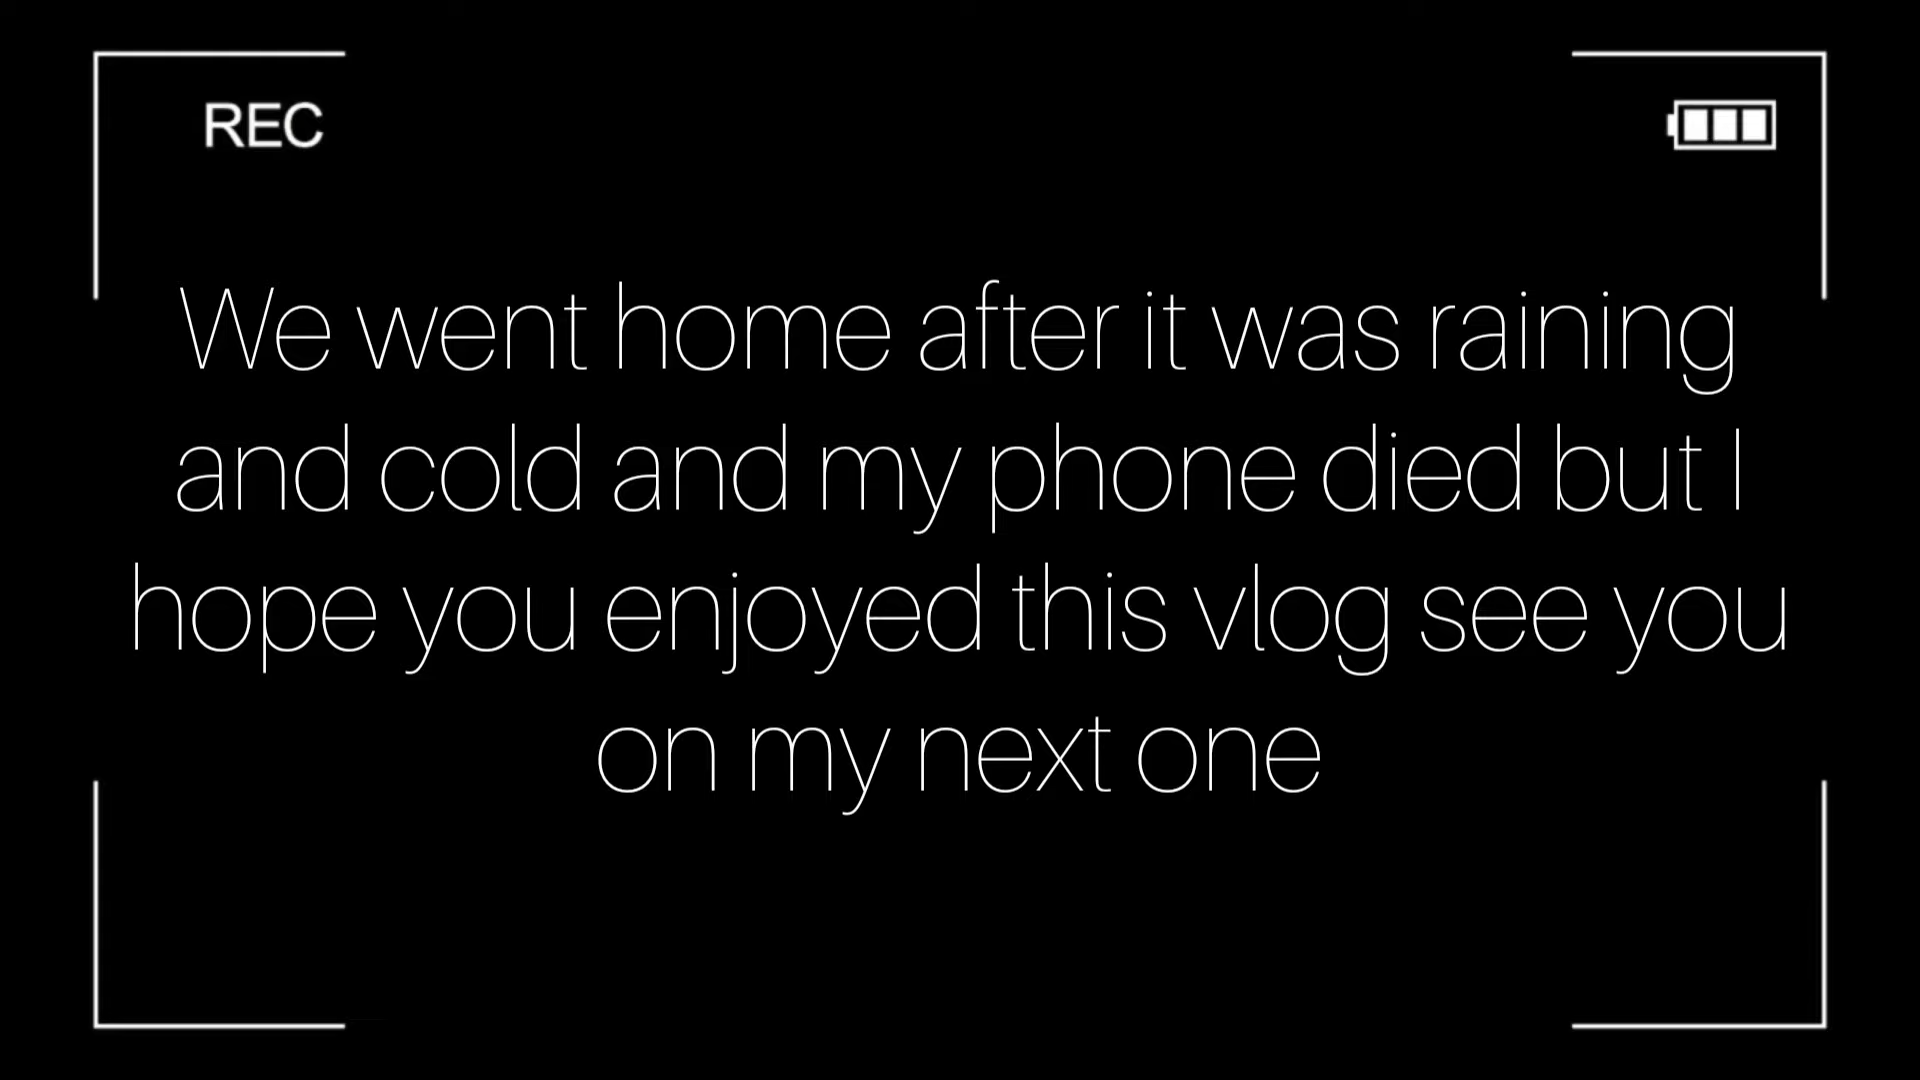 REC
We went home after it was raining
and cold and my phone died but I
hope you enjoyed this vlog see you
on my next one